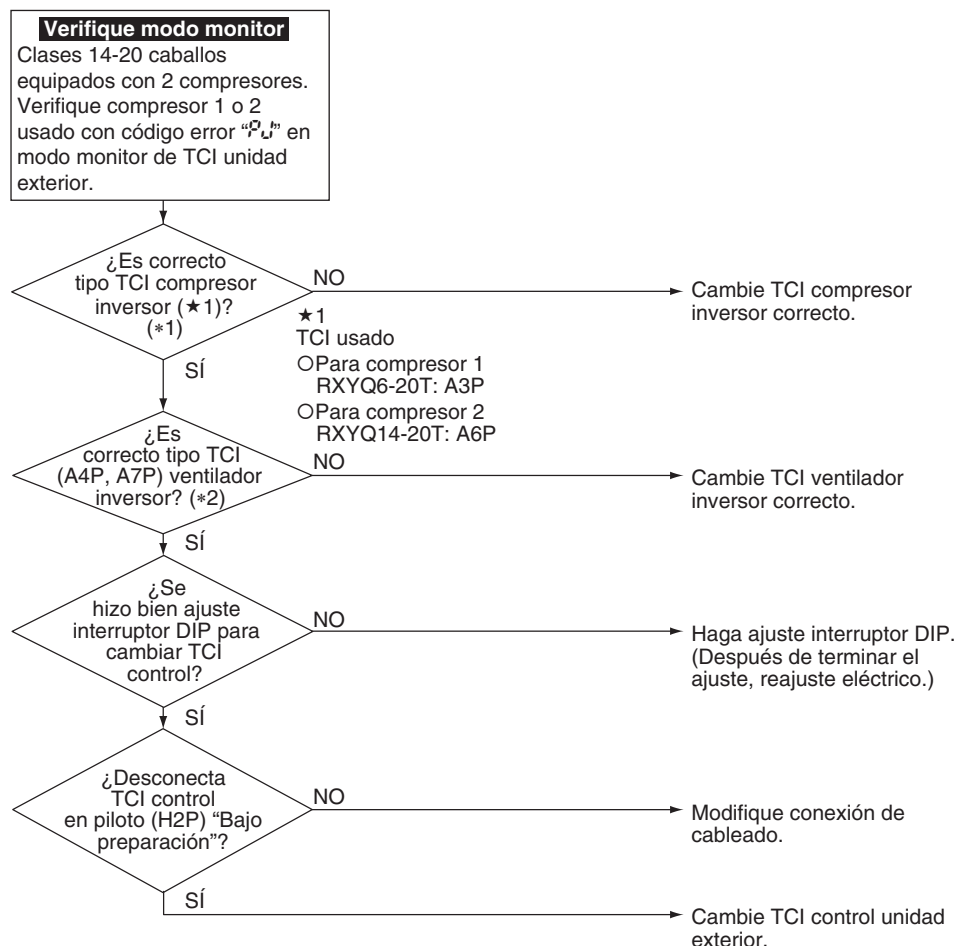 Verifique modo monitor
Clases 14-20 caballos
equipados con 2 compresores.
Verifique compresor 1 o 2
usado con código error “PJ” en
modo monitor de TCI unidad
exterior.
¿Es correcto
tipo TCI compresor
inversor (★1)?
(*1)
NO
Cambie TCI compresor
inversor correcto.
★1
TCI usado
○Para compresor 1
RXYQ6-20T: A3P
○Para compresor 2
RXYQ14-20T: A6P
SÍ
¿Es
correcto tipo TCI
(A4P, A7P) ventilador
inversor? (*2)
NO
Cambie TCI ventilador
inversor correcto.
SÍ
¿Se
hizo bien ajuste
interruptor DIP para
cambiar TCI
control?
NO
Haga ajuste interruptor DIP.
(Después de terminar el
ajuste, reajuste eléctrico.)
SÍ
¿Desconecta
TCI control
en piloto (H2P) “Bajo
preparación”?
NO
Modifique conexión de
cableado.
SÍ
Cambie TCI control unidad
exterior.